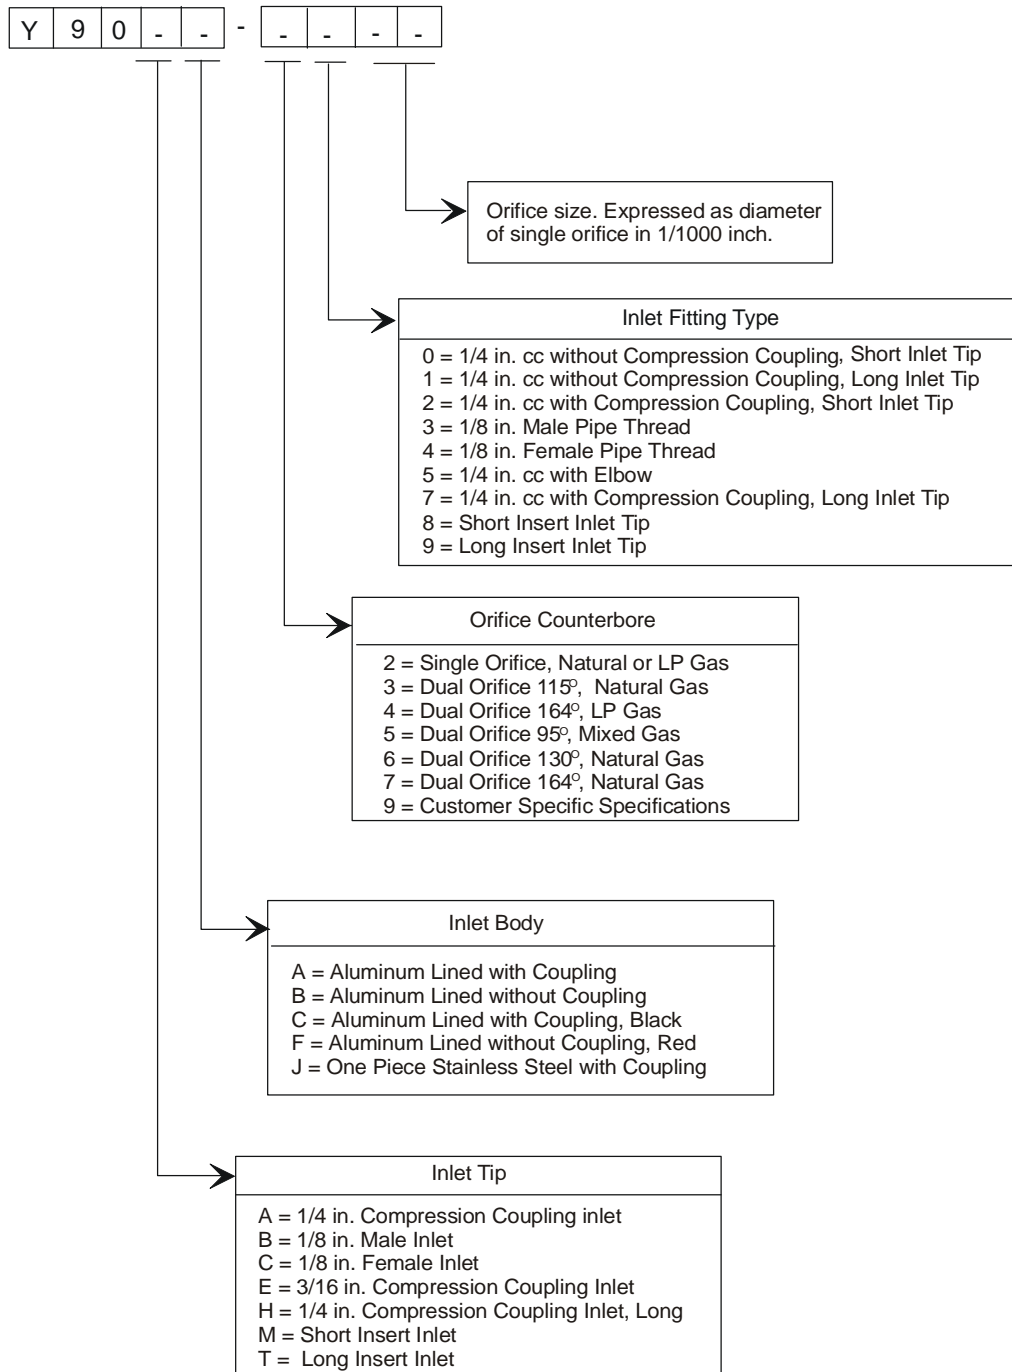 Y 9 0 - - - - - - -
Orifice size. Expressed as diameter
of single orifice in 1/1000 inch.
Inlet Fitting Type
0 = 1/4 in. cc without Compression Coupling, Short Inlet Tip
1 = 1/4 in. cc without Compression Coupling, Long Inlet Tip
2 = 1/4 in. cc with Compression Coupling, Short Inlet Tip
3 = 1/8 in. Male Pipe Thread
4 = 1/8 in. Female Pipe Thread
5 = 1/4 in. cc with Elbow
7 = 1/4 in. cc with Compression Coupling, Long Inlet Tip
8 = Short Insert Inlet Tip
9 = Long Insert Inlet Tip
Orifice Counterbore
2 = Single Orifice, Natural or LP Gas
3 = Dual Orifice 115º, Natural Gas
4 = Dual Orifice 164º, LP Gas
5 = Dual Orifice 95º, Mixed Gas
6 = Dual Orifice 130º, Natural Gas
7 = Dual Orifice 164º, Natural Gas
9 = Customer Specific Specifications
Inlet Body
A = Aluminum Lined with Coupling
B = Aluminum Lined without Coupling
C = Aluminum Lined with Coupling, Black
F = Aluminum Lined without Coupling, Red
J = One Piece Stainless Steel with Coupling
Inlet Tip
A = 1/4 in. Compression Coupling inlet
B = 1/8 in. Male Inlet
C = 1/8 in. Female Inlet
E = 3/16 in. Compression Coupling Inlet
H = 1/4 in. Compression Coupling Inlet, Long
M = Short Insert Inlet
T = Long Insert Inlet